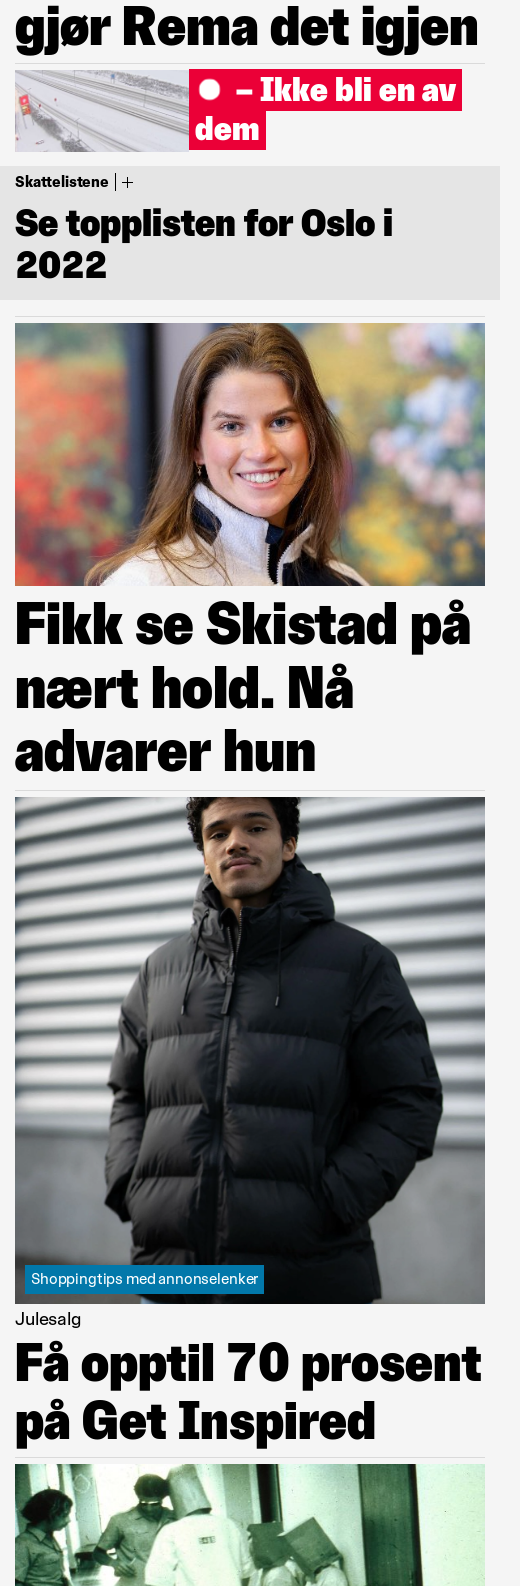 gjør Rema det igjen
– Ikke bli en av
dem
Skattelistene | +
Se topplisten for Oslo i
2022
Fikk se Skistad på
nært hold. Nå
advarer hun
Shoppingtips med annonselenker
Julesalg
Få opptil 70 prosent
på Get Inspired